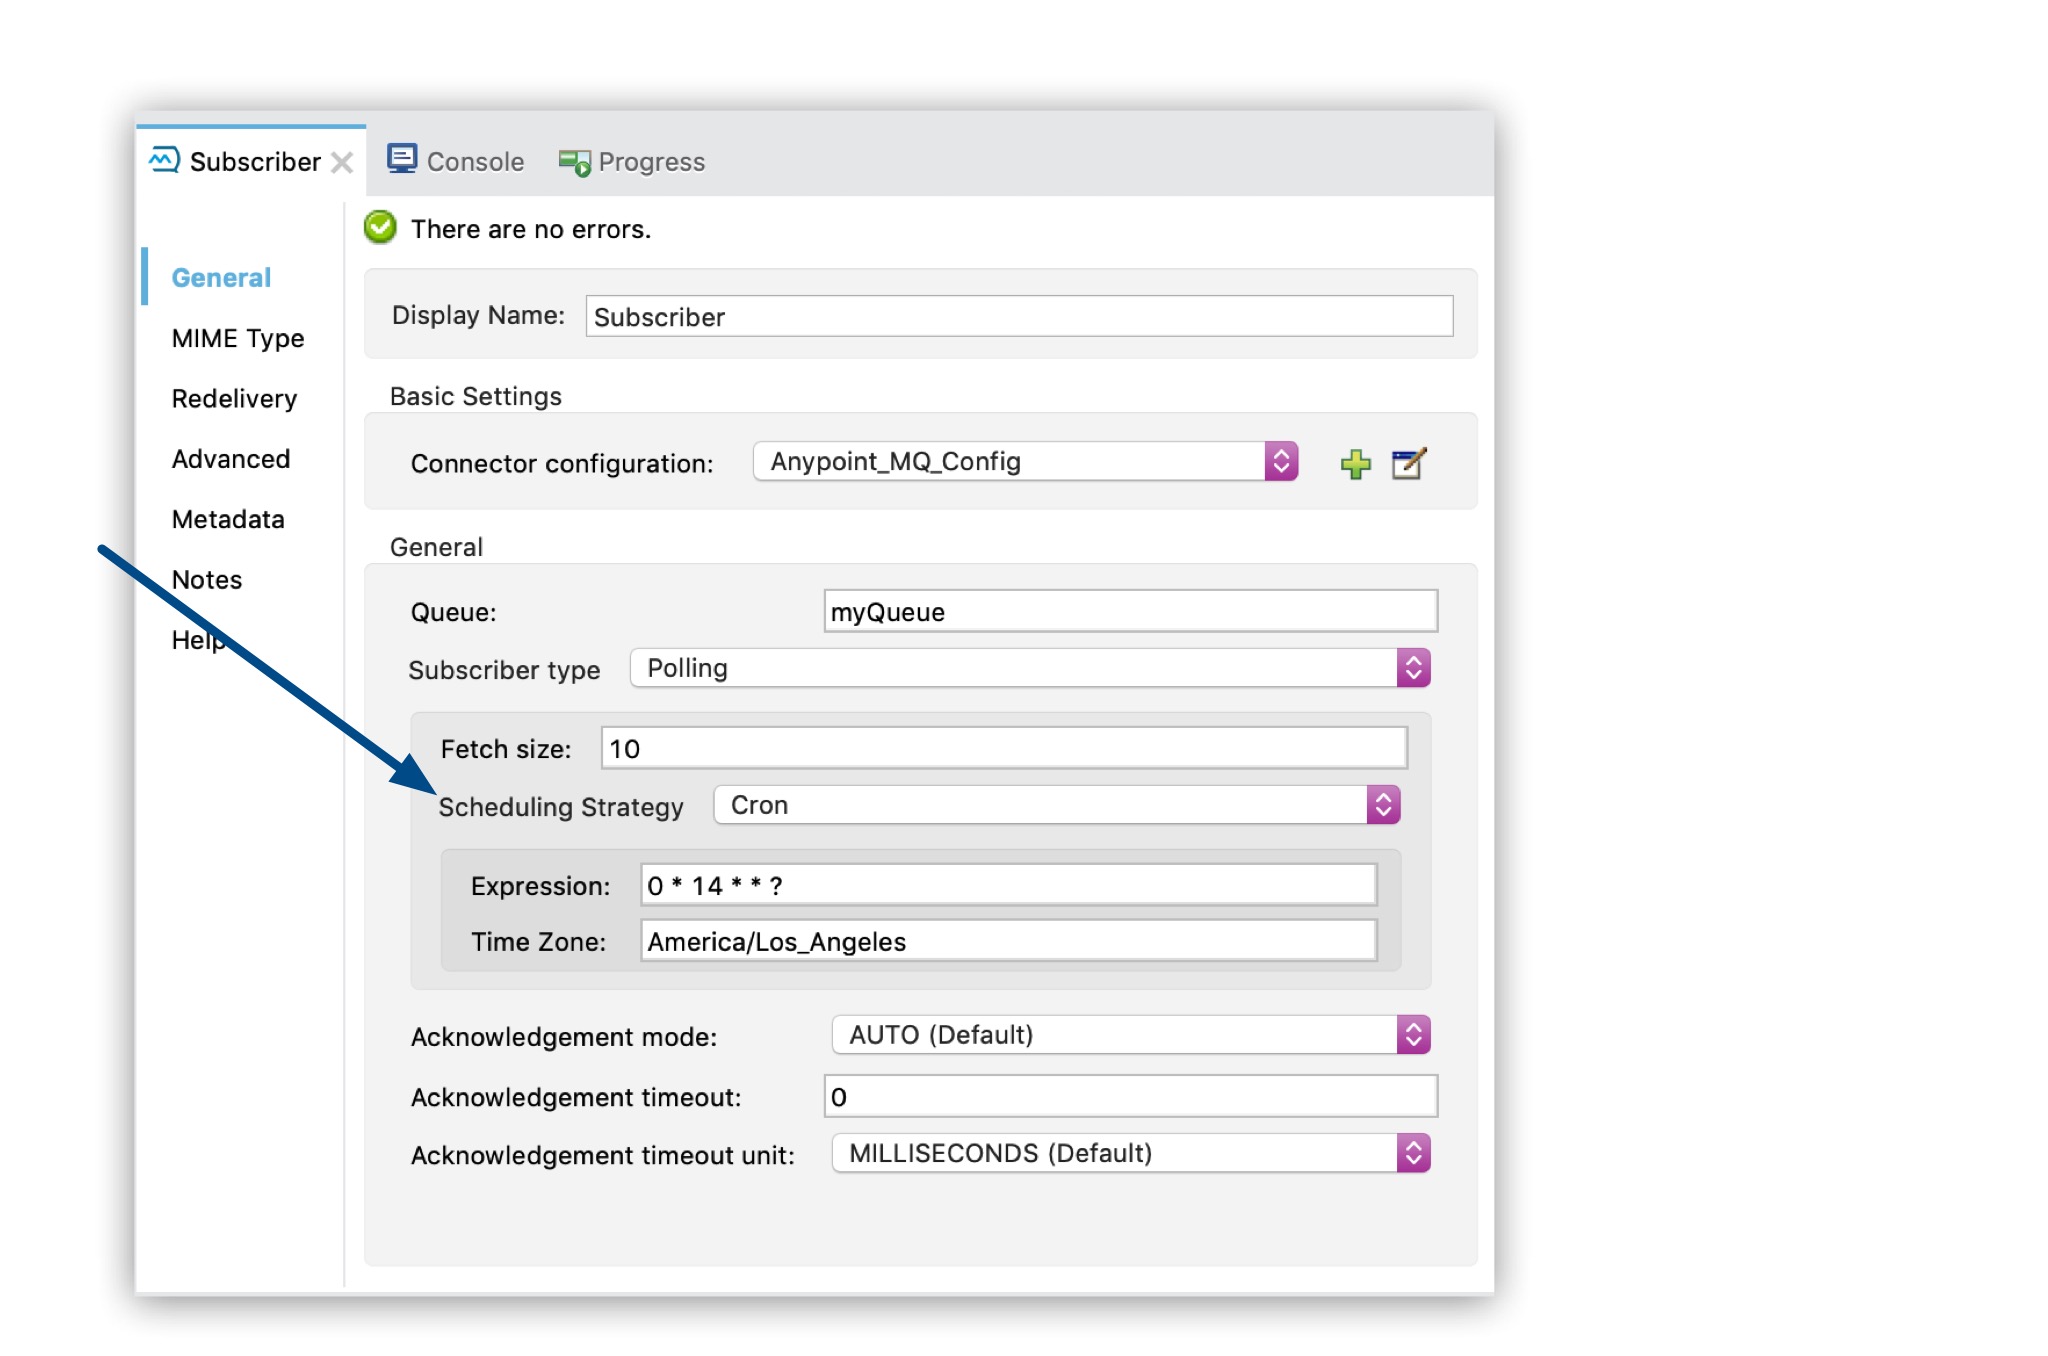 Subscriber
Console
Progress
General
MIME Type
Redelivery
Advanced
Metadata
Notes
Help
There are no errors.
Display Name: Subscriber
Basic Settings
Connector configuration: Anypoint_MQ_Config
General
Queue: myQueue
Subscriber type Polling
Fetch size: 10
Scheduling Strategy Cron
Expression: 0 * 14 * * ?
Time Zone: America/Los_Angeles
Acknowledgement mode: AUTO (Default)
Acknowledgement timeout: 0
Acknowledgement timeout unit: MILLISECONDS (Default)